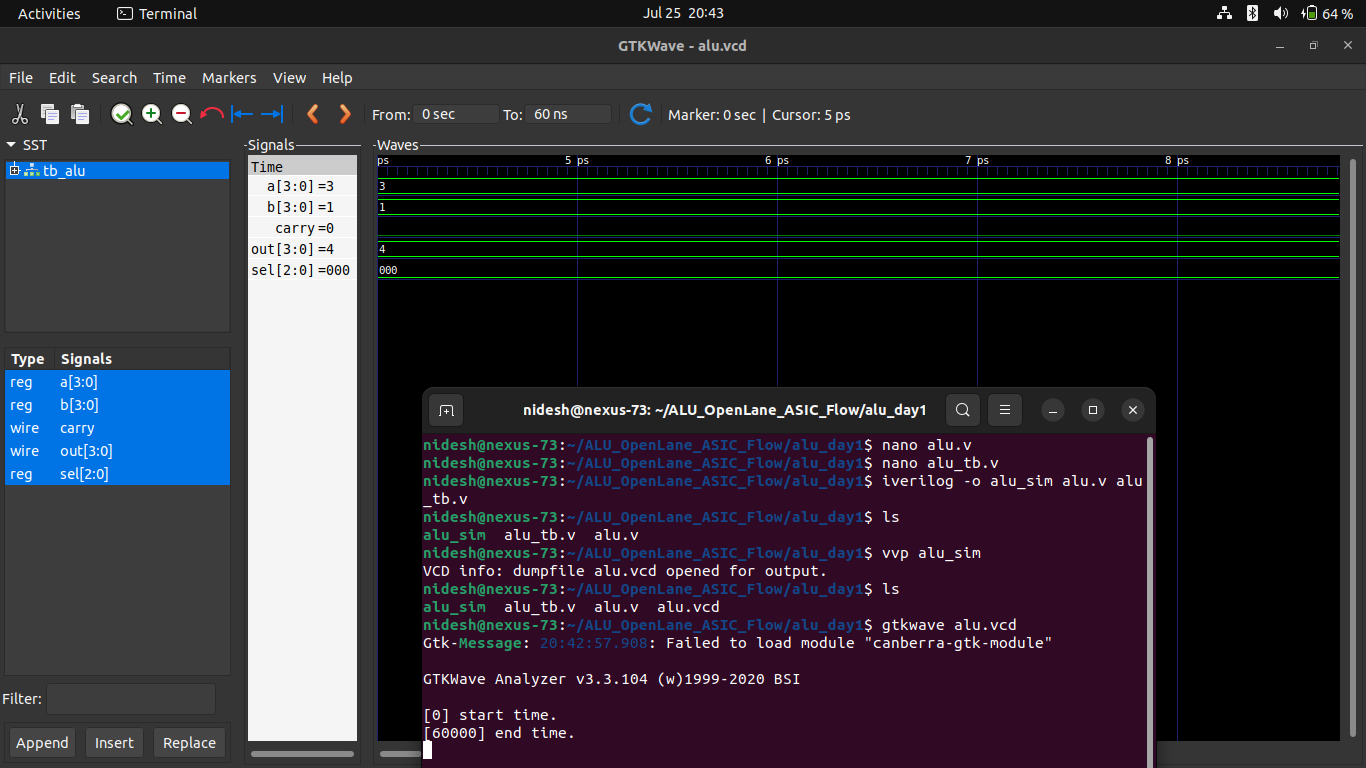 Activities Terminal Jul 25 20:43 64 %
GTKWave - alu.vcd
File Edit Search Time Markers View Help
From: 0 sec To: 60 ns Marker: 0 sec | Cursor: 5 ps
SST
tb_alu
Type Signals
reg a[3:0]
reg b[3:0]
wire carry
wire out[3:0]
reg sel[2:0]
Filter:
Append Insert Replace
Signals
Time
a[3:0]=3
b[3:0]=1
carry=0
out[3:0]=4
sel[2:0]=000
Waves
ps 5 ps 6 ps 7 ps 8 ps
3
1
4
000
nidesh@nexus-73: ~/ALU_OpenLane_ASIC_Flow/alu_day1
nidesh@nexus-73:~/ALU_OpenLane_ASIC_Flow/alu_day1$ nano alu.v
nidesh@nexus-73:~/ALU_OpenLane_ASIC_Flow/alu_day1$ nano alu_tb.v
nidesh@nexus-73:~/ALU_OpenLane_ASIC_Flow/alu_day1$ iverilog -o alu_sim alu.v alu
_tb.v
nidesh@nexus-73:~/ALU_OpenLane_ASIC_Flow/alu_day1$ ls
alu_sim alu_tb.v alu.v
nidesh@nexus-73:~/ALU_OpenLane_ASIC_Flow/alu_day1$ vvp alu_sim
VCD info: dumpfile alu.vcd opened for output.
nidesh@nexus-73:~/ALU_OpenLane_ASIC_Flow/alu_day1$ ls
alu_sim alu_tb.v alu.v alu.vcd
nidesh@nexus-73:~/ALU_OpenLane_ASIC_Flow/alu_day1$ gtkwave alu.vcd
Gtk-Message: 20:42:57.908: Failed to load module "canberra-gtk-module"
GTKWave Analyzer v3.3.104 (w)1999-2020 BSI
[0] start time.
[60000] end time.